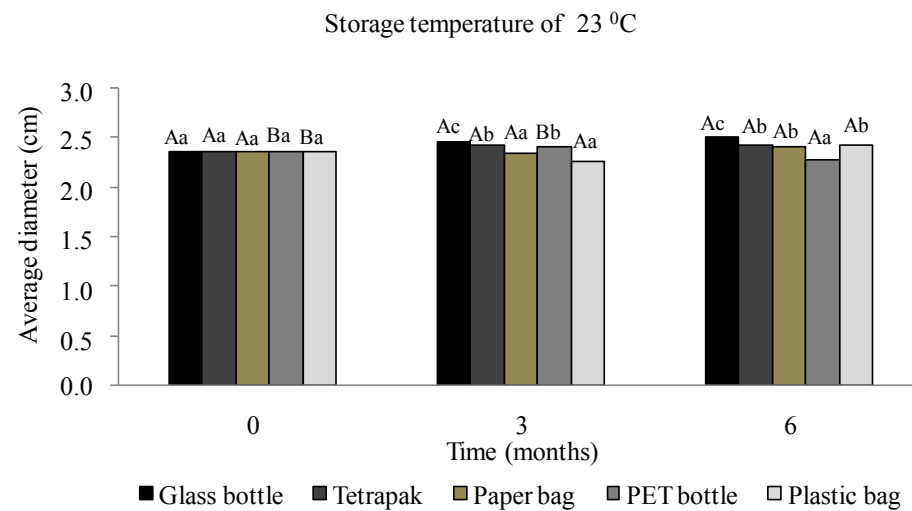 Storage temperature of 23 ⁰C
Average diameter (cm)
3.0
2.5
2.0
1.5
1.0
0.5
0.0
Aa Aa Aa Ba Ba
Ac Ab Aa Bb Aa
Ac Ab Ab Aa Ab
0 3 6
Time (months)
Glass bottle Tetrapak Paper bag PET bottle Plastic bag